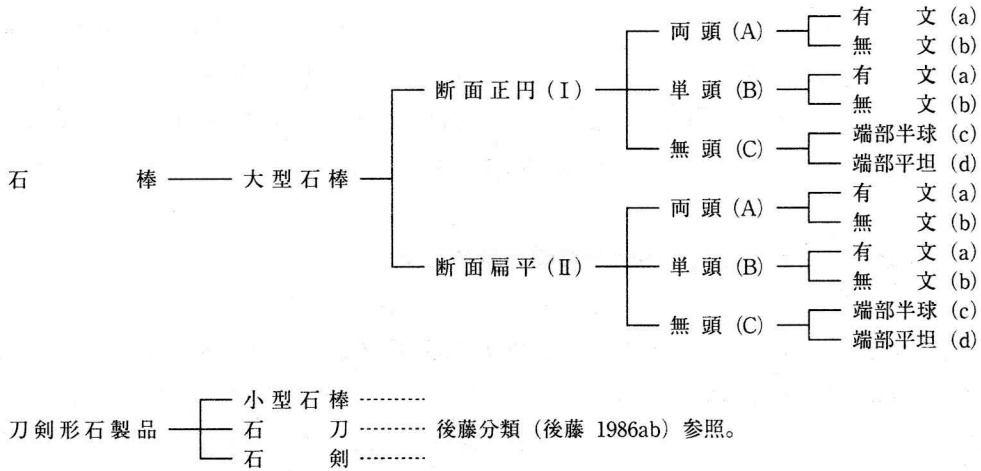 有 文 (a)
両頭 (A)
無 文 (b)
有 文 (a)
断面正円 (Ⅰ) 単頭 (B)
無 文 (b)
端部半球 (c)
無頭 (C)
端部平坦 (d)
石 棒 大型石棒
有 文 (a)
両頭 (A)
無 文 (b)
有 文 (a)
断面扁平 (Ⅱ) 単頭 (B)
無 文 (b)
端部半球 (c)
無頭 (C)
端部平坦 (d)
小型石棒 ………
刀剣形石製品 石 刀 ……… 後藤分類 (後藤 1986ab) 参照。
石 剣 ………